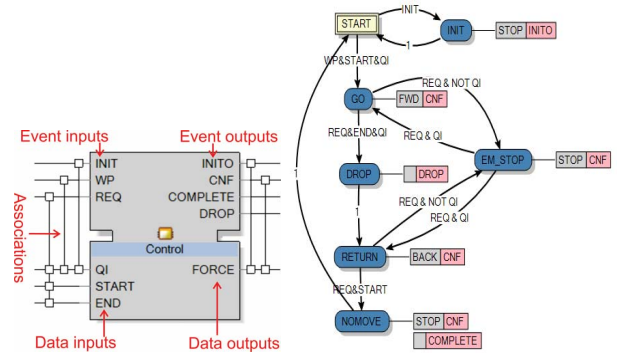 Event inputs
Event outputs
INIT
WP
REQ
INITO
CNF
COMPLETE
DROP
Associations
Control
QI
START
END
FORCE
Data inputs
Data outputs
START
INIT
INIT
STOP INITO
1
WP&START&QI
GO
FWD CNF
REQ & NOT QI
REQ & QI
REQ&END&QI
EM_STOP
STOP CNF
DROP
DROP
1
1
REQ & NOT QI
REQ & QI
RETURN
BACK CNF
REQ&START
NOMOVE
STOP CNF
COMPLETE